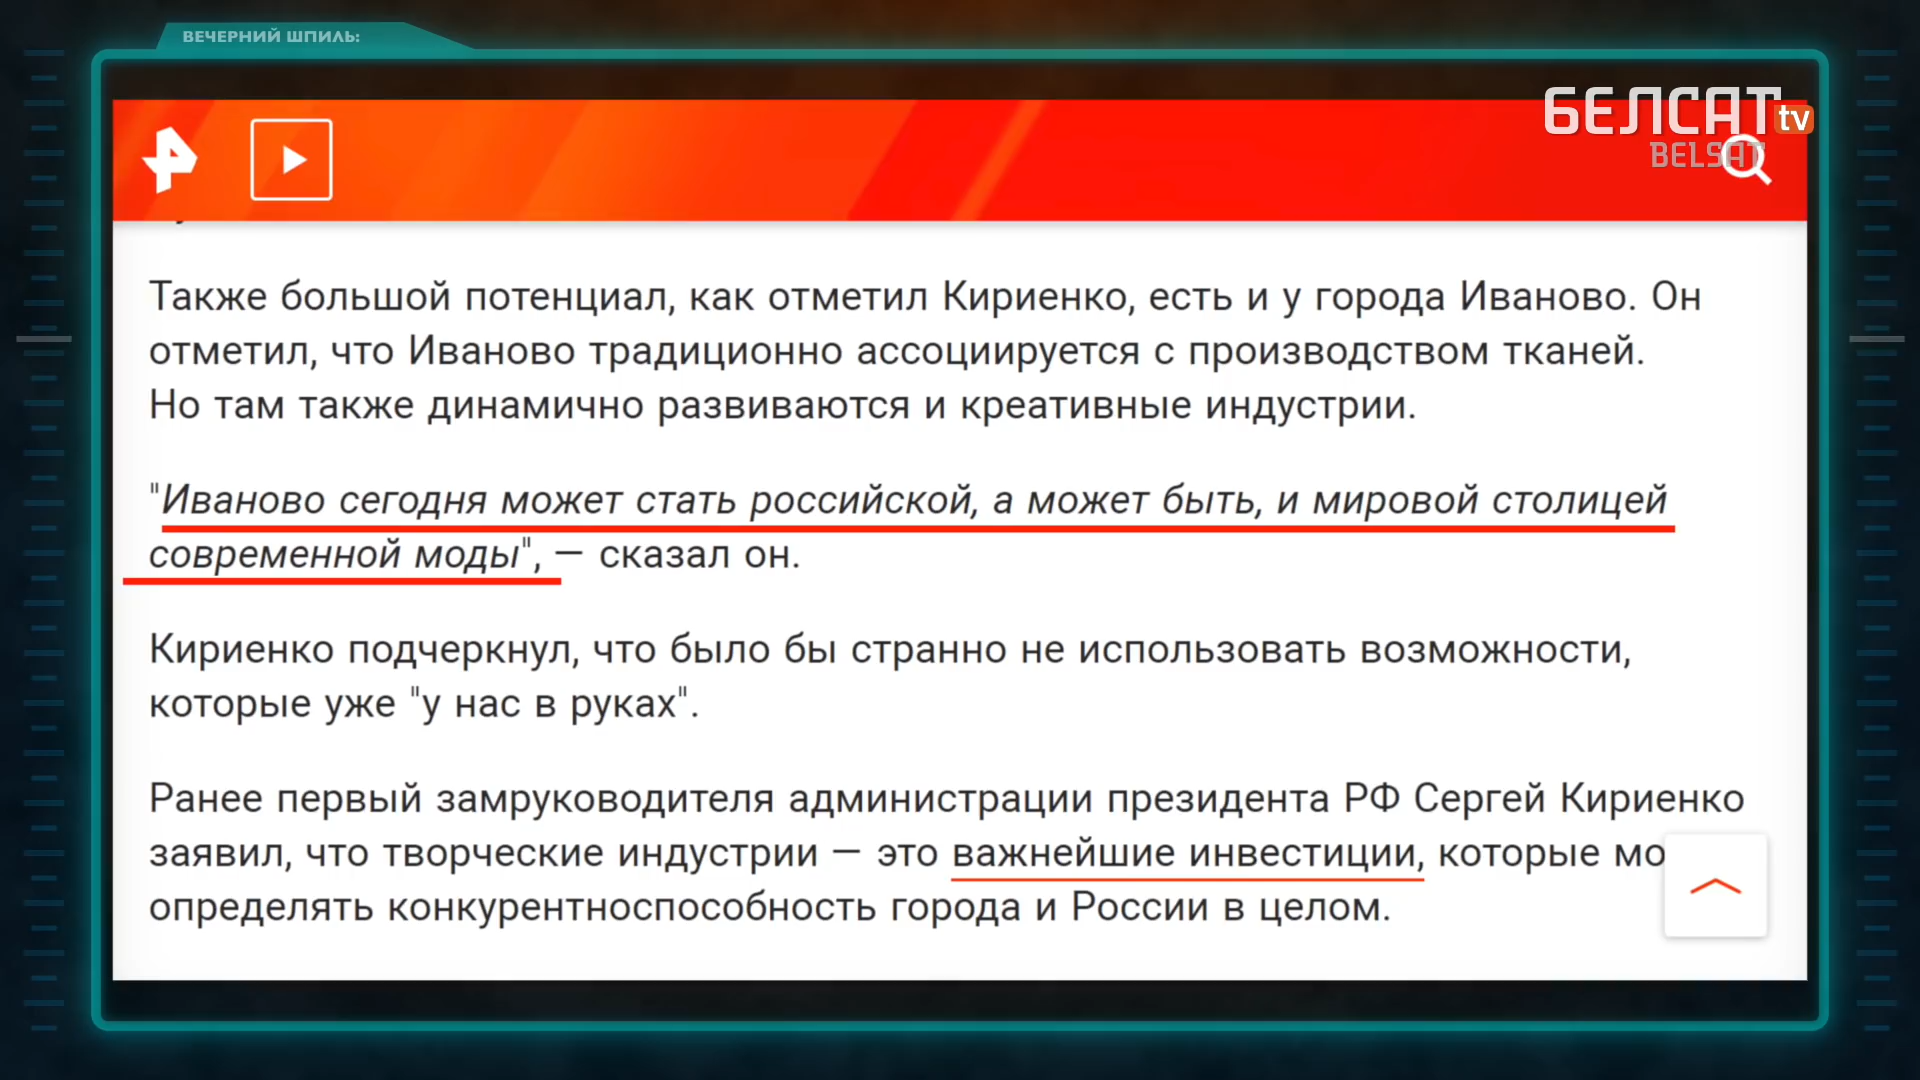 ВЕЧЕРНИЙ ШПИЛЬ:
БЕЛСАТ tv
BELSAT
Также большой потенциал, как отметил Кириенко, есть и у города Иваново. Он
отметил, что Иваново традиционно ассоциируется с производством тканей.
Но там также динамично развиваются и креативные индустрии.
"Иваново сегодня может стать российской, а может быть, и мировой столицей
современной моды", — сказал он.
Кириенко подчеркнул, что было бы странно не использовать возможности,
которые уже "у нас в руках".
Ранее первый замруководителя администрации президента РФ Сергей Кириенко
заявил, что творческие индустрии — это важнейшие инвестиции, которые
определять конкурентноспособность города и России в целом.